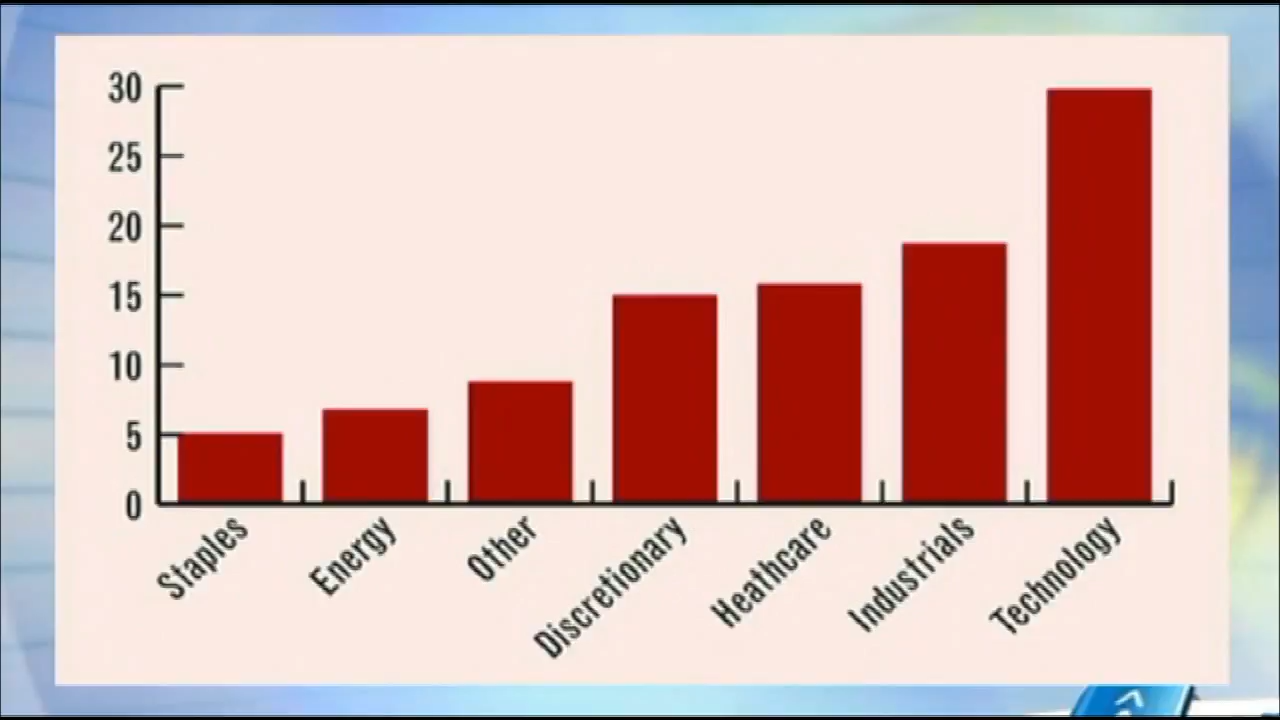 30
25
20
15
10
5
0
Staples
Energy
Other
Discretionary
Heathcare
Industrials
Technology